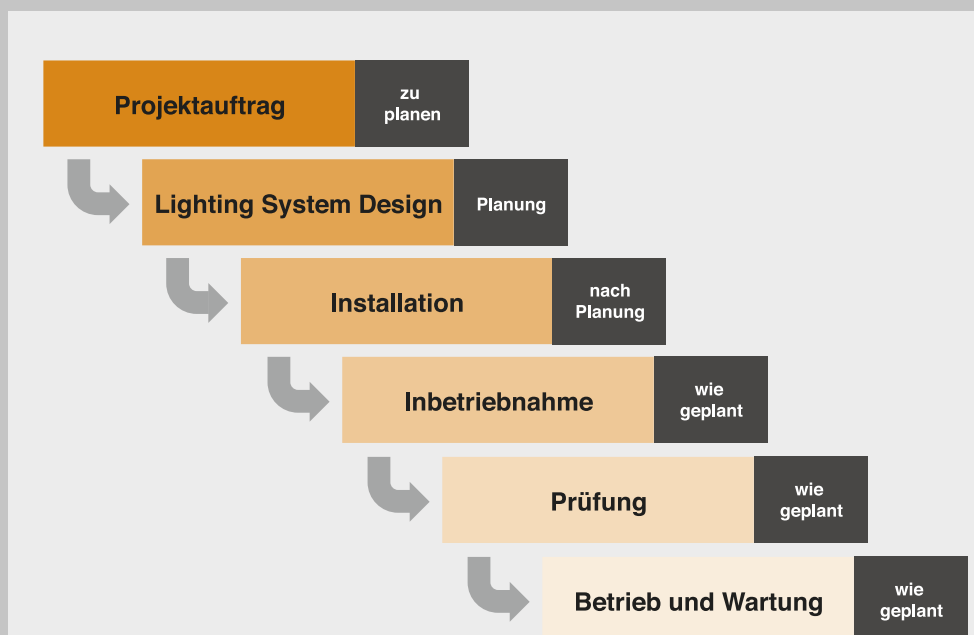 Projektauftrag
zu
planen
Lighting System Design
Planung
Installation
nach
Planung
Inbetriebnahme
wie
geplant
Prüfung
wie
geplant
Betrieb und Wartung
wie
geplant